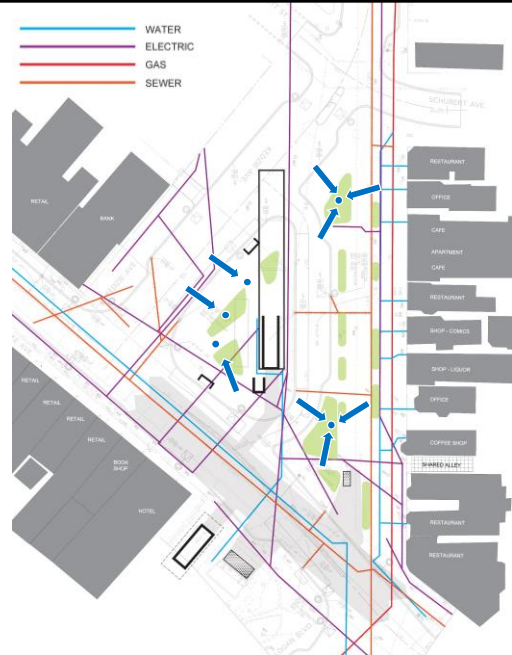 WATER
ELECTRIC
GAS
SEWER
SCHUBERT AVE.
RESTAURANT
RETAIL
OFFICE
BANK
CAFE
APARTMENT
CAFE
RESTAURANT
SHOP - COMICS
SHOP - LIQUOR
RETAIL
RETAIL
OFFICE
RETAIL
RETAIL
COFFEE SHOP
BOOK
SHOP
SHARED ALLEY
HOTEL
RESTAURANT
RESTAURANT